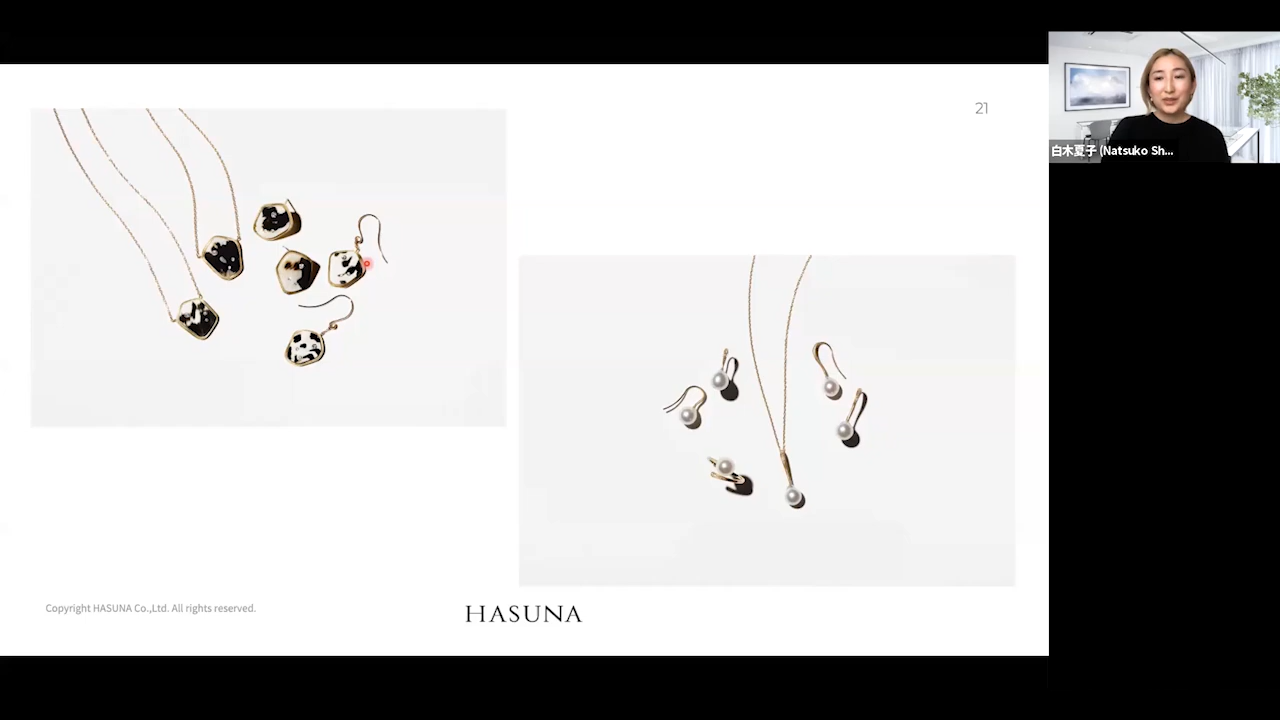 21
白木夏子 (Natsuko Sh...
Copyright HASUNA Co.,Ltd. All rights reserved.
HASUNA